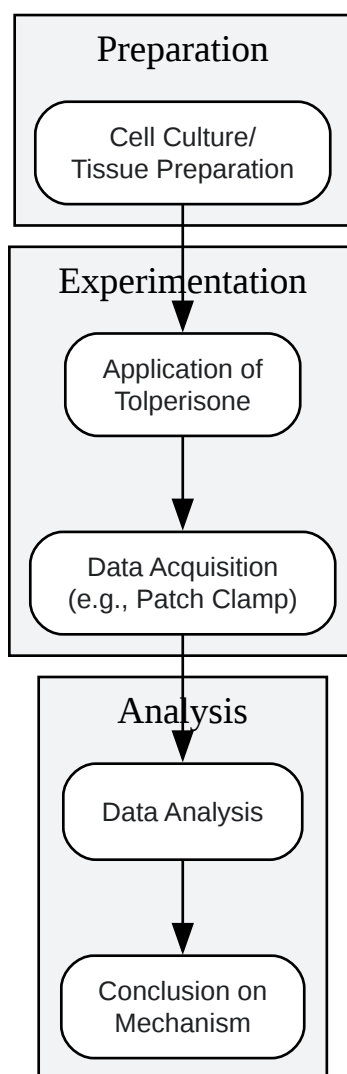 Preparation
Cell Culture/
Tissue Preparation
Experimentation
Application of
Tolperisone
Data Acquisition
(e.g., Patch Clamp)
Analysis
Data Analysis
Conclusion on
Mechanism